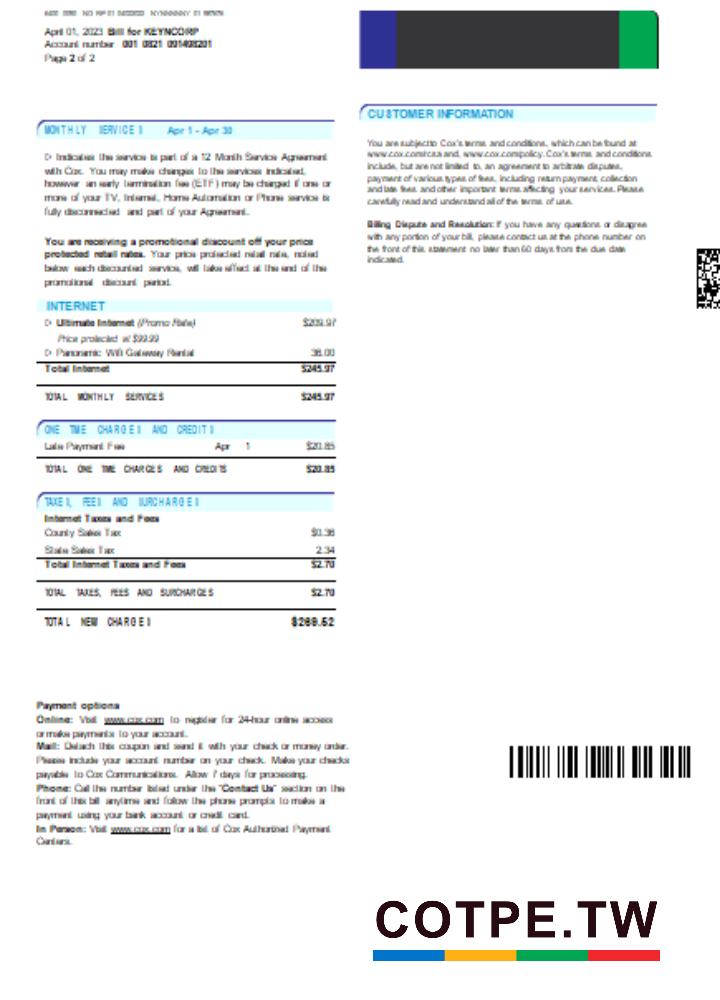 April 01, 2023 Bill for KEYNCORP
Account number 001 0821 091498201
Page 2 of 2
MONTHLY SERVICES Apr 1 - Apr 30
▷ Indicates the service is part of a 12 Month Service Agreement
with Cox. You may make changes to the services indicated,
however an early termination fee (ETF) may be charged if one or
more of your TV, Internet, Home Automation or Phone service is
fully disconnected and part of your Agreement.
You are receiving a promotional discount off your price
protected retail rates. Your price protected retail rate, noted
below each discounted service, will take effect at the end of the
promotional discount period.
INTERNET
▷ Ultimate Internet (Promo Rate) $209.97
Price protected at $99.99
▷ Panoramic Wifi Gateway Rental 36.00
Total Internet $245.97
TOTAL MONTHLY SERVICES $245.97
ONE TIME CHARGES AND CREDITS
Late Payment Fee Apr 1 $20.85
TOTAL ONE TIME CHARGES AND CREDITS $20.85
TAXES, FEES AND SURCHARGES
Internet Taxes and Fees
County Sales Tax $0.36
State Sales Tax 2.34
Total Internet Taxes and Fees $2.70
TOTAL TAXES, FEES AND SURCHARGES $2.70
TOTAL NEW CHARGES $269.52
Payment options
Online: Visit www.cox.com to register for 24-hour online access
or make payments to your account.
Mail: Detach this coupon and send it with your check or money order.
Please include your account number on your check. Make your checks
payable to Cox Communications. Allow 7 days for processing.
Phone: Call the number listed under the "Contact Us" section on the
front of this bill anytime and follow the phone prompts to make a
payment using your bank account or credit card.
In Person: Visit www.cox.com for a list of Cox Authorized Payment
Centers.
CUSTOMER INFORMATION
You are subject to Cox's terms and conditions, which can be found at
www.cox.com/rcsa and, www.cox.com/policy. Cox's terms and conditions
include, but are not limited to, an agreement to arbitrate disputes,
payment of various types of fees, including return payment, collection
and late fees and other important terms affecting your services. Please
carefully read and understand all of the terms of use.
Billing Dispute and Resolution: If you have any questions or disagree
with any portion of your bill, please contact us at the phone number on
the front of this statement no later than 60 days from the due date
indicated.
COTPE.TW